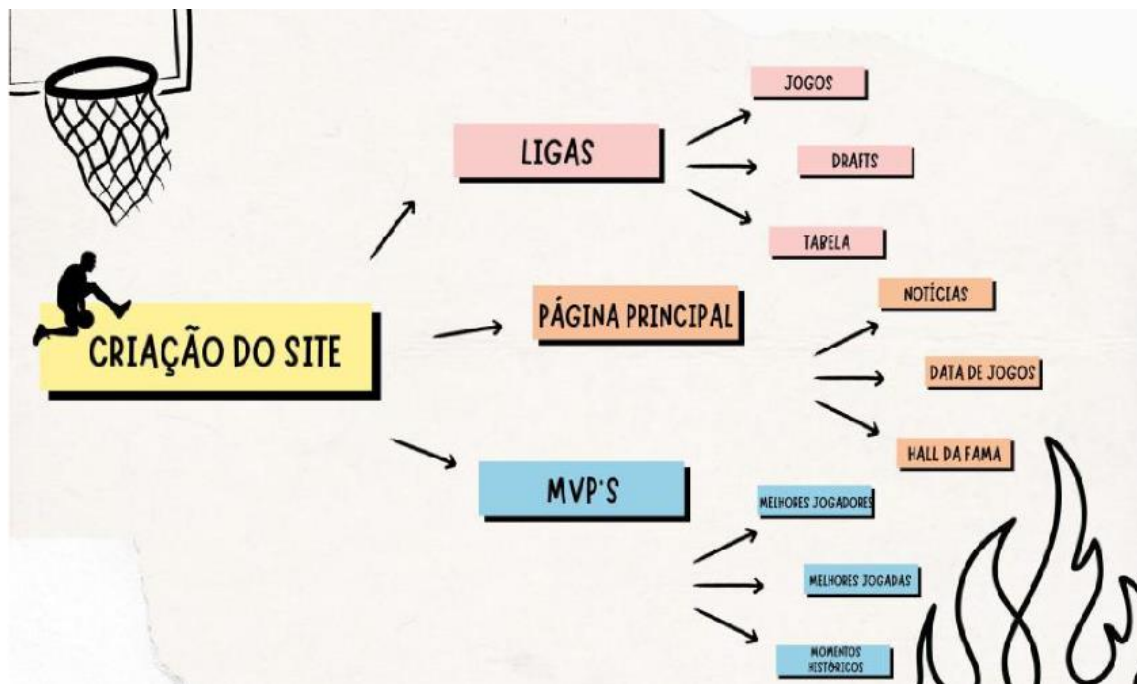 CRIAÇÃO DO SITE
LIGAS
JOGOS
DRAFTS
TABELA
PÁGINA PRINCIPAL
NOTÍCIAS
DATA DE JOGOS
HALL DA FAMA
MVP'S
MELHORES JOGADORES
MELHORES JOGADAS
MOMENTOS
HISTÓRICOS